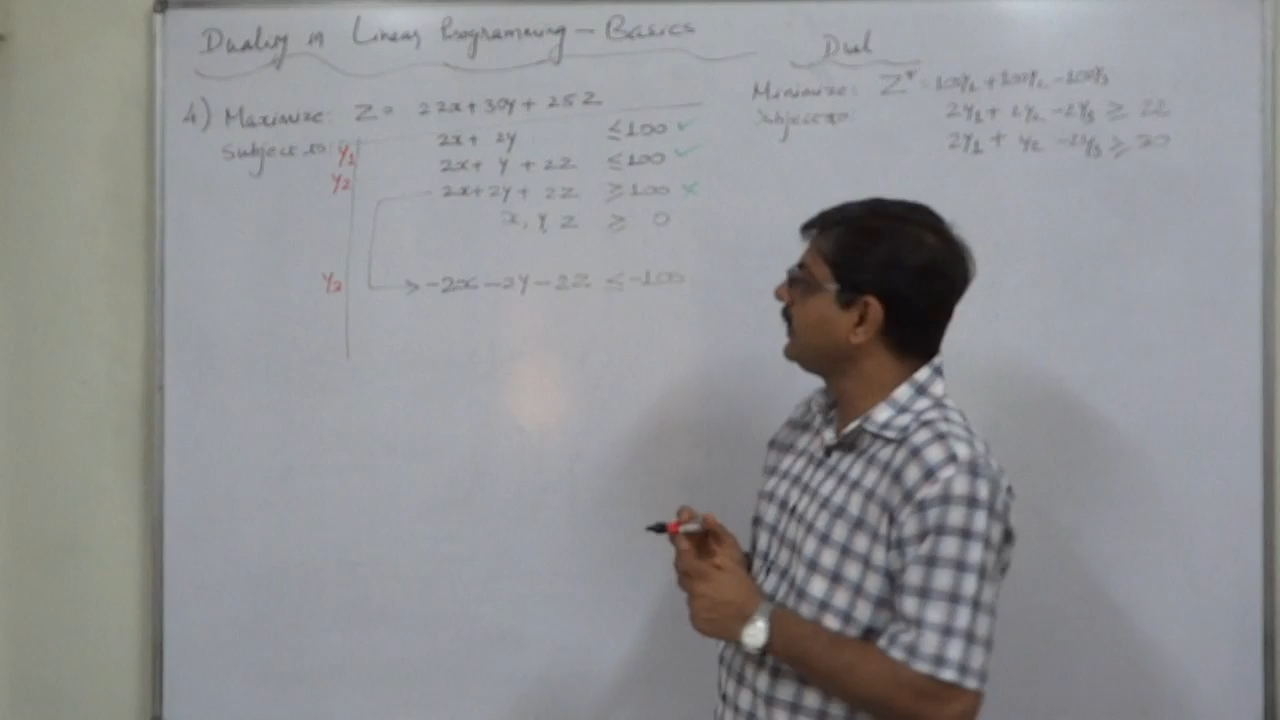 Duality in Linear Programming – Basics
4) Maximize: Z = 22x + 30y + 25z
Subject to: 2x + 2y ≤ 100 ✓
y₁ 2x + y + 2z ≤ 100 ✓
y₂ 2x + 2y + 2z ≥ 100 ×
x, y, z ≥ 0
y₃ → -2x - 2y - 2z ≤ -100
Dual
Minimize: Z* = 100y₁ + 100y₂ - 100y₃
Subject to: 2y₁ + 2y₂ - 2y₃ ≥ 22
2y₁ + y₂ - 2y₃ ≥ 30